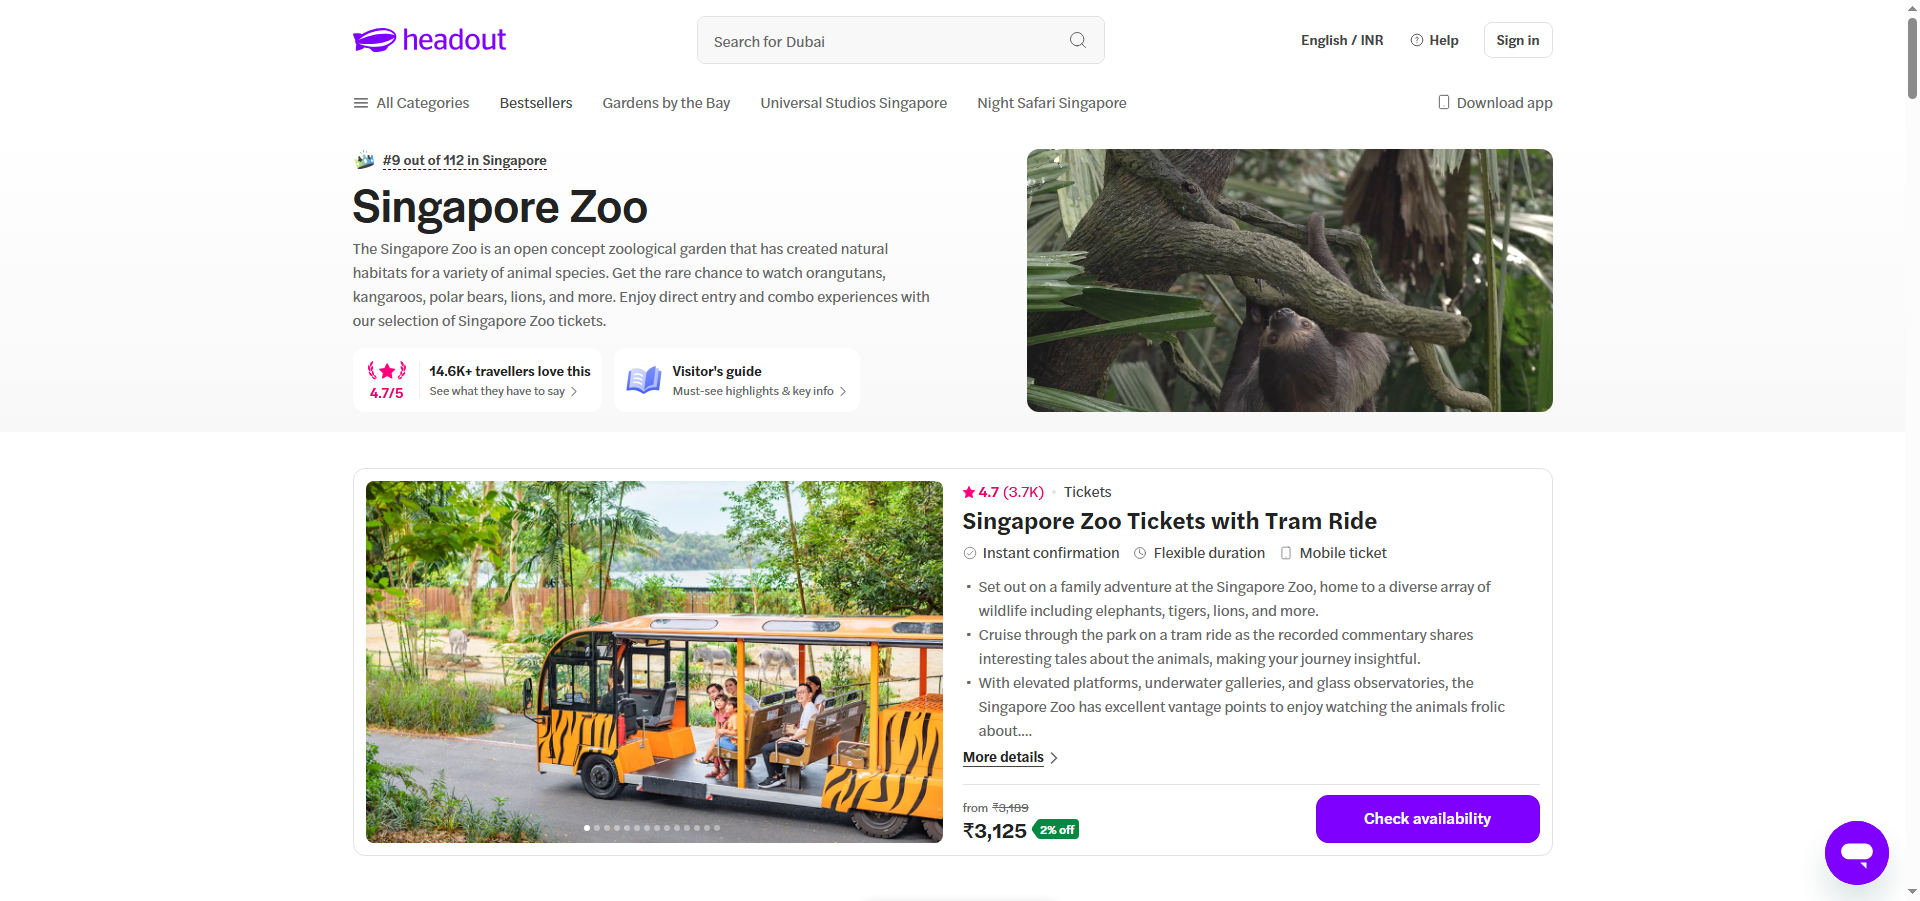 headout
Search for Dubai
English / INR
Help
Sign in
All Categories
Bestsellers
Gardens by the Bay
Universal Studios Singapore
Night Safari Singapore
Download app
#9 out of 112 in Singapore
Singapore Zoo
The Singapore Zoo is an open concept zoological garden that has created natural
habitats for a variety of animal species. Get the rare chance to watch orangutans,
kangaroos, polar bears, lions, and more. Enjoy direct entry and combo experiences with
our selection of Singapore Zoo tickets.
4.7/5
14.6K+ travellers love this
See what they have to say
Visitor's guide
Must-see highlights & key info
4.7 (3.7K)
Tickets
Singapore Zoo Tickets with Tram Ride
Instant confirmation
Flexible duration
Mobile ticket
• Set out on a family adventure at the Singapore Zoo, home to a diverse array of
wildlife including elephants, tigers, lions, and more.
• Cruise through the park on a tram ride as the recorded commentary shares
interesting tales about the animals, making your journey insightful.
• With elevated platforms, underwater galleries, and glass observatories, the
Singapore Zoo has excellent vantage points to enjoy watching the animals frolic
about....
More details
from ₹3,189
₹3,125
2% off
Check availability